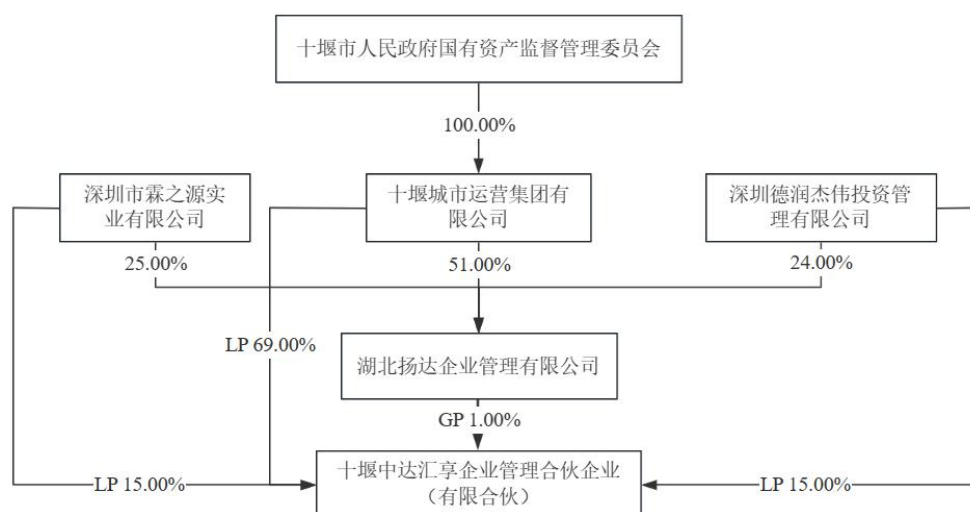 十堰市人民政府国有资产监督管理委员会
100.00%
深圳市霖之源实
业有限公司
十堰城市运营集团有
限公司
深圳德润杰伟投资管
理有限公司
25.00%
51.00%
24.00%
LP 69.00%
湖北扬达企业管理有限公司
GP 1.00%
十堰中达汇享企业管理合伙企业
（有限合伙）
LP 15.00%
LP 15.00%